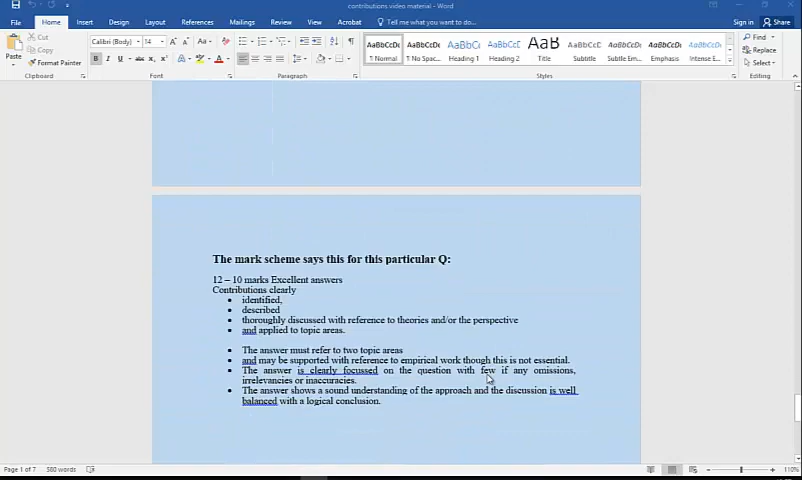 contributions video material - Word
File Home Insert Design Layout References Mailings Review View Acrobat Tell me what you want to do... Sign in Share
Cut
Copy
Paste
Format Painter
Calibri (Body) 14
Find
Replace
Select
AaBbCcDc AaBbCcDc AaBbC AaBbCcC AaB AaBbCcD AaBbCcDt AaBbCcDt AaBbCcDt
¶ Normal ¶ No Spac... Heading 1 Heading 2 Title Subtitle Subtle Em... Emphasis Intense E...
Clipboard Font Paragraph Styles Editing
The mark scheme says this for this particular Q:
12 – 10 marks Excellent answers
Contributions clearly
• identified,
• described
• thoroughly discussed with reference to theories and/or the perspective
• and applied to topic areas.
• The answer must refer to two topic areas
• and may be supported with reference to empirical work though this is not essential.
• The answer is clearly focussed on the question with few if any omissions,
irrelevancies or inaccuracies.
• The answer shows a sound understanding of the approach and the discussion is well
balanced with a logical conclusion.
Page 1 of 7 580 words 110%